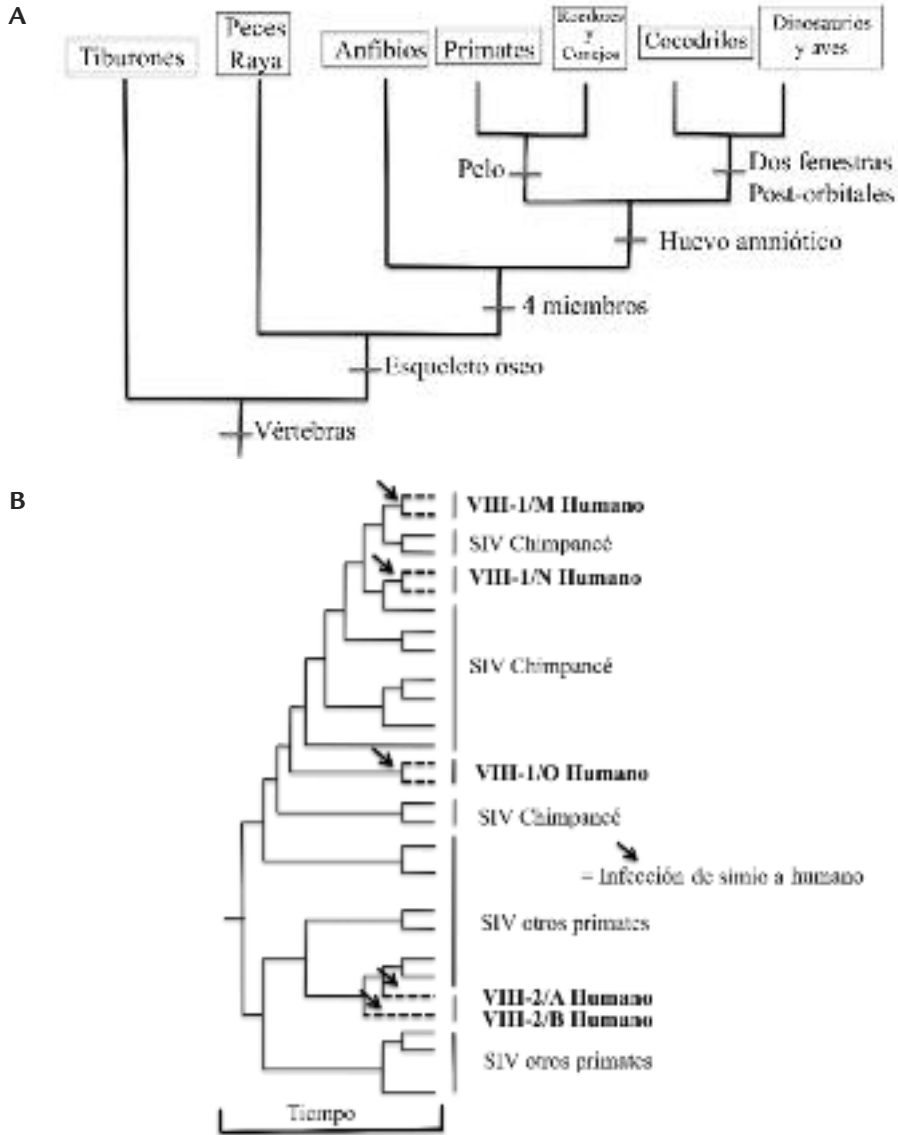 A
Tiburones
Peces
Raya
Anfibios
Primates
Roedores
y
Conejos
Cocodrilos
Dinosaurios
y aves
Pelo
Dos fenestras
Post-orbitales
Huevo amniótico
4 miembros
Esqueleto óseo
Vértebras
B
VIH-1/M Humano
SIV Chimpancé
VIH-1/N Humano
SIV Chimpancé
VIH-1/O Humano
SIV Chimpancé
= Infección de simio a humano
SIV otros primates
VIH-2/A Humano
VIH-2/B Humano
SIV otros primates
Tiempo